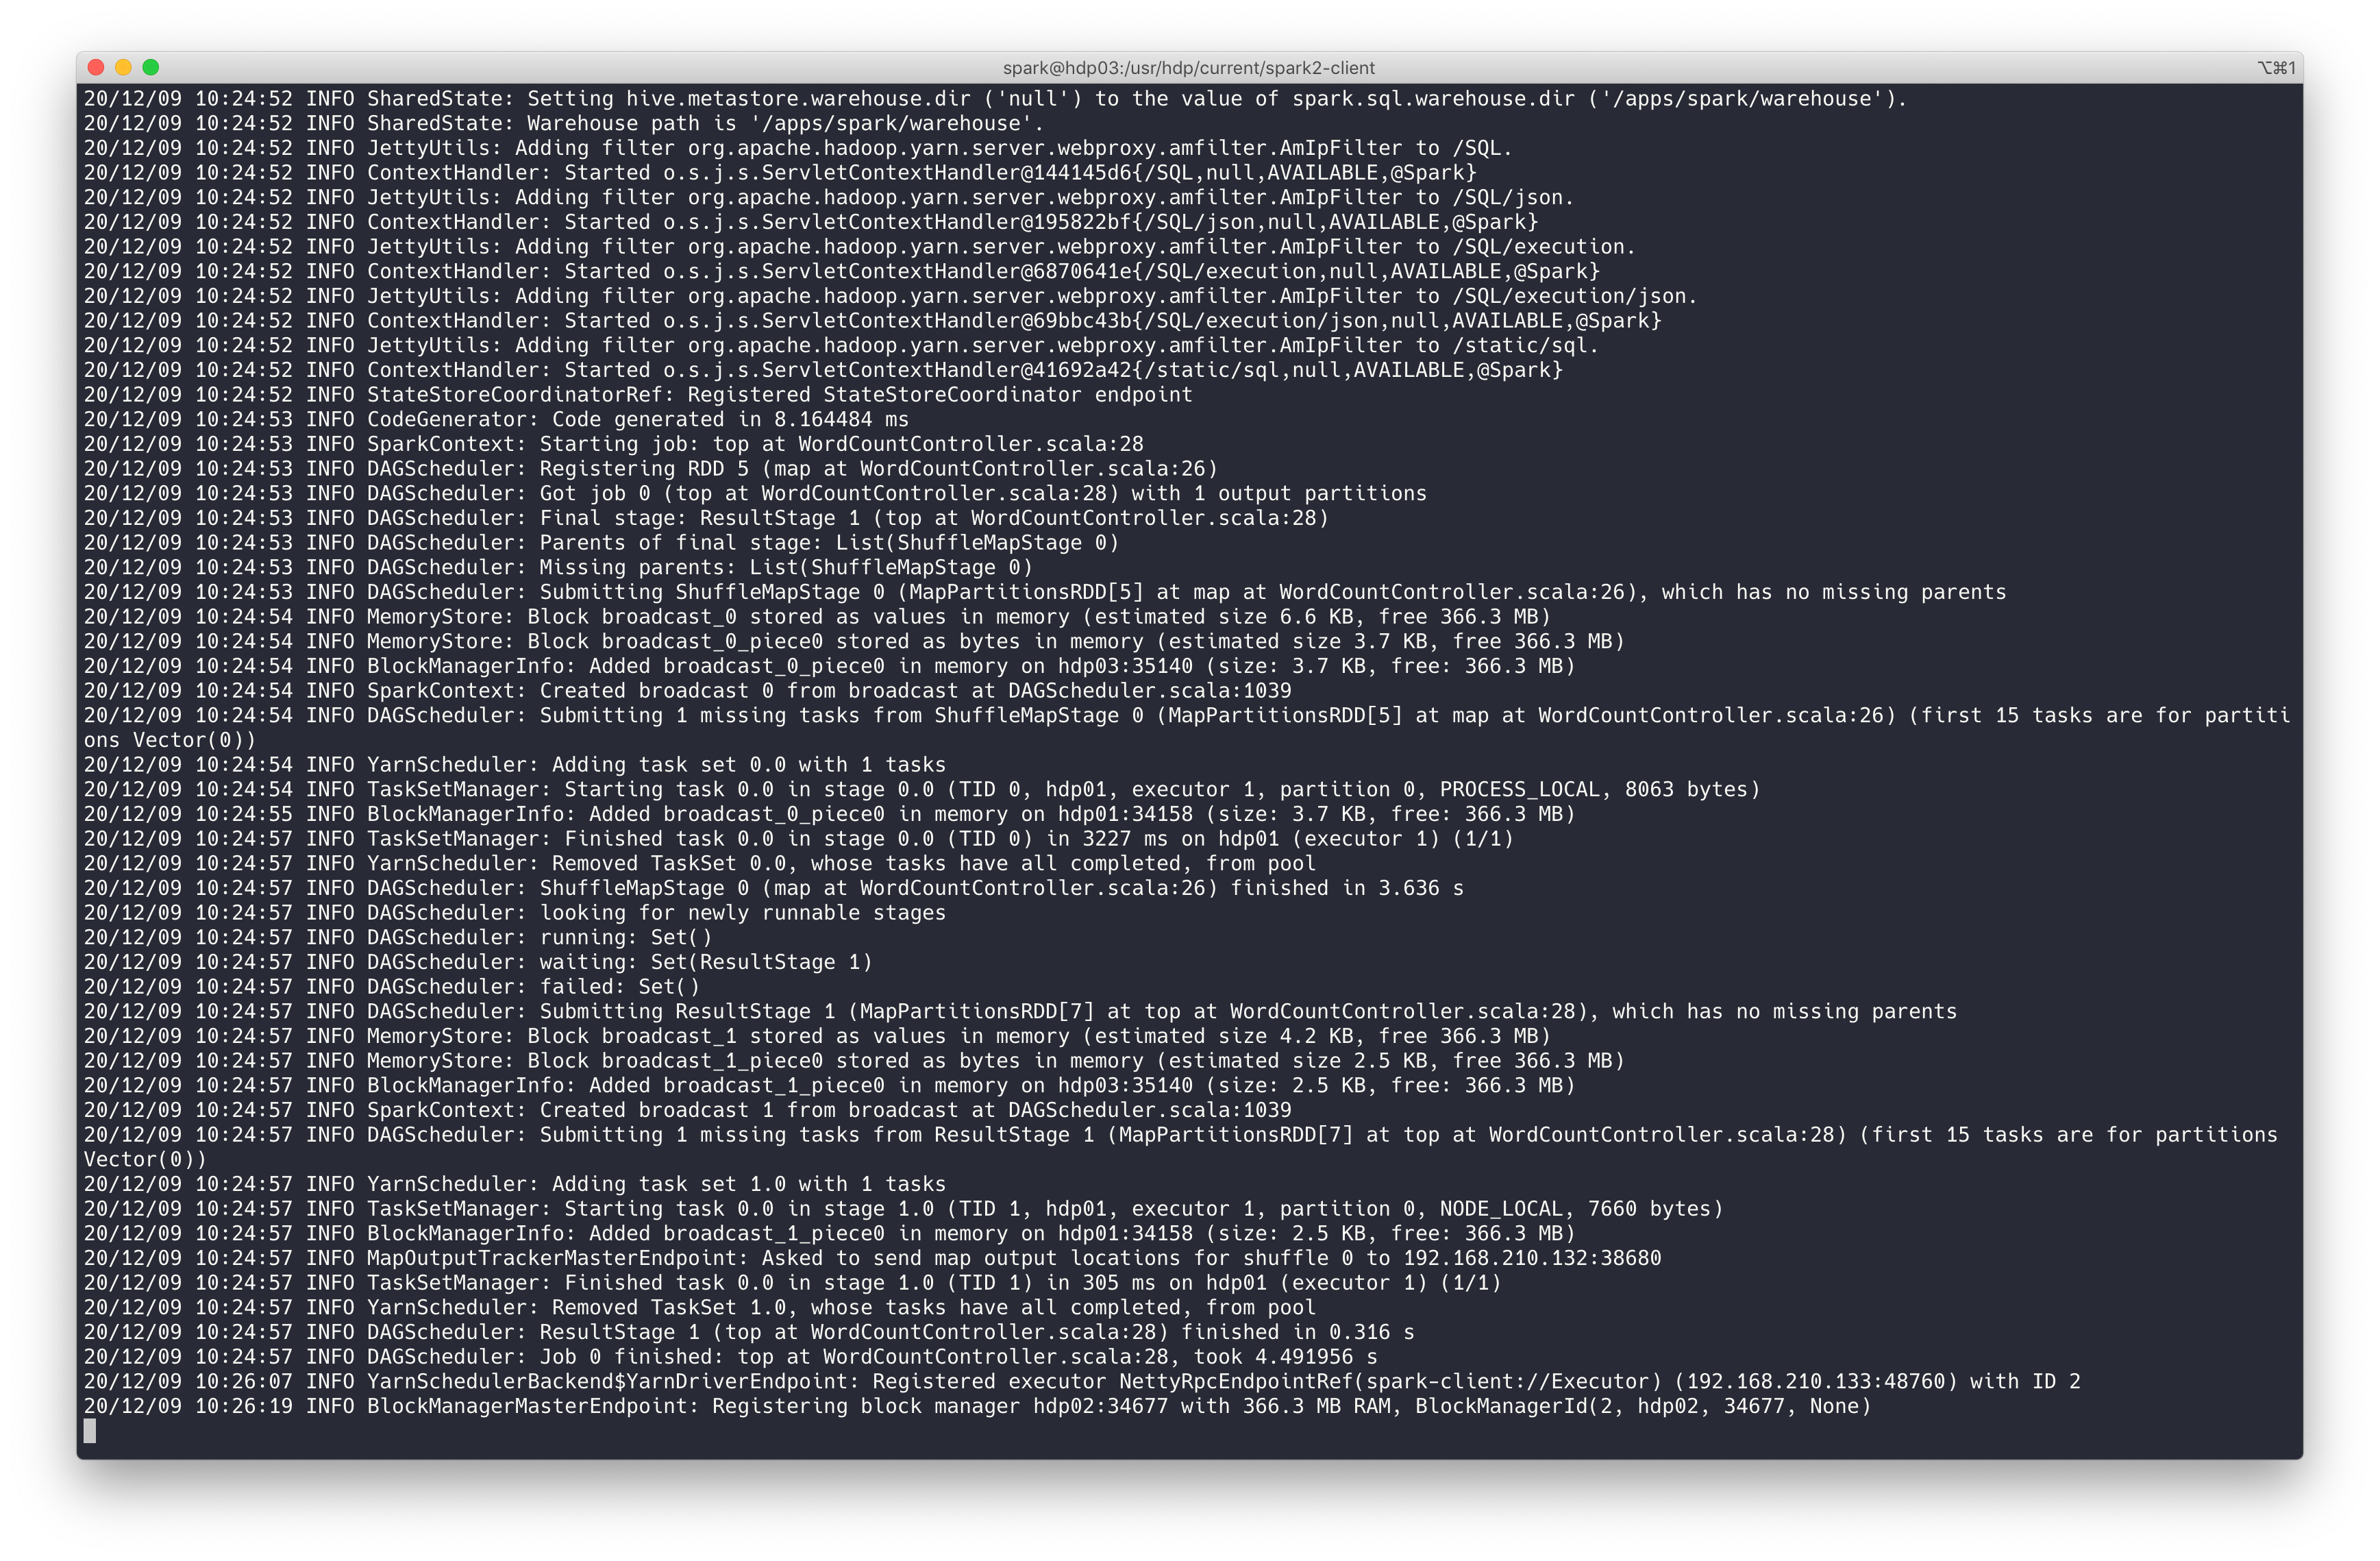 spark@hdp03:/usr/hdp/current/spark2-client
⌥⌘1
20/12/09 10:24:52 INFO SharedState: Setting hive.metastore.warehouse.dir ('null') to the value of spark.sql.warehouse.dir ('/apps/spark/warehouse').
20/12/09 10:24:52 INFO SharedState: Warehouse path is '/apps/spark/warehouse'.
20/12/09 10:24:52 INFO JettyUtils: Adding filter org.apache.hadoop.yarn.server.webproxy.amfilter.AmIpFilter to /SQL.
20/12/09 10:24:52 INFO ContextHandler: Started o.s.j.s.ServletContextHandler@144145d6{/SQL,null,AVAILABLE,@Spark}
20/12/09 10:24:52 INFO JettyUtils: Adding filter org.apache.hadoop.yarn.server.webproxy.amfilter.AmIpFilter to /SQL/json.
20/12/09 10:24:52 INFO ContextHandler: Started o.s.j.s.ServletContextHandler@195822bf{/SQL/json,null,AVAILABLE,@Spark}
20/12/09 10:24:52 INFO JettyUtils: Adding filter org.apache.hadoop.yarn.server.webproxy.amfilter.AmIpFilter to /SQL/execution.
20/12/09 10:24:52 INFO ContextHandler: Started o.s.j.s.ServletContextHandler@6870641e{/SQL/execution,null,AVAILABLE,@Spark}
20/12/09 10:24:52 INFO JettyUtils: Adding filter org.apache.hadoop.yarn.server.webproxy.amfilter.AmIpFilter to /SQL/execution/json.
20/12/09 10:24:52 INFO ContextHandler: Started o.s.j.s.ServletContextHandler@69bbc43b{/SQL/execution/json,null,AVAILABLE,@Spark}
20/12/09 10:24:52 INFO JettyUtils: Adding filter org.apache.hadoop.yarn.server.webproxy.amfilter.AmIpFilter to /static/sql.
20/12/09 10:24:52 INFO ContextHandler: Started o.s.j.s.ServletContextHandler@41692a42{/static/sql,null,AVAILABLE,@Spark}
20/12/09 10:24:52 INFO StateStoreCoordinatorRef: Registered StateStoreCoordinator endpoint
20/12/09 10:24:53 INFO CodeGenerator: Code generated in 8.164484 ms
20/12/09 10:24:53 INFO SparkContext: Starting job: top at WordCountController.scala:28
20/12/09 10:24:53 INFO DAGScheduler: Registering RDD 5 (map at WordCountController.scala:26)
20/12/09 10:24:53 INFO DAGScheduler: Got job 0 (top at WordCountController.scala:28) with 1 output partitions
20/12/09 10:24:53 INFO DAGScheduler: Final stage: ResultStage 1 (top at WordCountController.scala:28)
20/12/09 10:24:53 INFO DAGScheduler: Parents of final stage: List(ShuffleMapStage 0)
20/12/09 10:24:53 INFO DAGScheduler: Missing parents: List(ShuffleMapStage 0)
20/12/09 10:24:53 INFO DAGScheduler: Submitting ShuffleMapStage 0 (MapPartitionsRDD[5] at map at WordCountController.scala:26), which has no missing parents
20/12/09 10:24:54 INFO MemoryStore: Block broadcast_0 stored as values in memory (estimated size 6.6 KB, free 366.3 MB)
20/12/09 10:24:54 INFO MemoryStore: Block broadcast_0_piece0 stored as bytes in memory (estimated size 3.7 KB, free 366.3 MB)
20/12/09 10:24:54 INFO BlockManagerInfo: Added broadcast_0_piece0 in memory on hdp03:35140 (size: 3.7 KB, free: 366.3 MB)
20/12/09 10:24:54 INFO SparkContext: Created broadcast 0 from broadcast at DAGScheduler.scala:1039
20/12/09 10:24:54 INFO DAGScheduler: Submitting 1 missing tasks from ShuffleMapStage 0 (MapPartitionsRDD[5] at map at WordCountController.scala:26) (first 15 tasks are for partiti
ons Vector(0))
20/12/09 10:24:54 INFO YarnScheduler: Adding task set 0.0 with 1 tasks
20/12/09 10:24:54 INFO TaskSetManager: Starting task 0.0 in stage 0.0 (TID 0, hdp01, executor 1, partition 0, PROCESS_LOCAL, 8063 bytes)
20/12/09 10:24:55 INFO BlockManagerInfo: Added broadcast_0_piece0 in memory on hdp01:34158 (size: 3.7 KB, free: 366.3 MB)
20/12/09 10:24:57 INFO TaskSetManager: Finished task 0.0 in stage 0.0 (TID 0) in 3227 ms on hdp01 (executor 1) (1/1)
20/12/09 10:24:57 INFO YarnScheduler: Removed TaskSet 0.0, whose tasks have all completed, from pool
20/12/09 10:24:57 INFO DAGScheduler: ShuffleMapStage 0 (map at WordCountController.scala:26) finished in 3.636 s
20/12/09 10:24:57 INFO DAGScheduler: looking for newly runnable stages
20/12/09 10:24:57 INFO DAGScheduler: running: Set()
20/12/09 10:24:57 INFO DAGScheduler: waiting: Set(ResultStage 1)
20/12/09 10:24:57 INFO DAGScheduler: failed: Set()
20/12/09 10:24:57 INFO DAGScheduler: Submitting ResultStage 1 (MapPartitionsRDD[7] at top at WordCountController.scala:28), which has no missing parents
20/12/09 10:24:57 INFO MemoryStore: Block broadcast_1 stored as values in memory (estimated size 4.2 KB, free 366.3 MB)
20/12/09 10:24:57 INFO MemoryStore: Block broadcast_1_piece0 stored as bytes in memory (estimated size 2.5 KB, free 366.3 MB)
20/12/09 10:24:57 INFO BlockManagerInfo: Added broadcast_1_piece0 in memory on hdp03:35140 (size: 2.5 KB, free: 366.3 MB)
20/12/09 10:24:57 INFO SparkContext: Created broadcast 1 from broadcast at DAGScheduler.scala:1039
20/12/09 10:24:57 INFO DAGScheduler: Submitting 1 missing tasks from ResultStage 1 (MapPartitionsRDD[7] at top at WordCountController.scala:28) (first 15 tasks are for partitions
Vector(0))
20/12/09 10:24:57 INFO YarnScheduler: Adding task set 1.0 with 1 tasks
20/12/09 10:24:57 INFO TaskSetManager: Starting task 0.0 in stage 1.0 (TID 1, hdp01, executor 1, partition 0, NODE_LOCAL, 7660 bytes)
20/12/09 10:24:57 INFO BlockManagerInfo: Added broadcast_1_piece0 in memory on hdp01:34158 (size: 2.5 KB, free: 366.3 MB)
20/12/09 10:24:57 INFO MapOutputTrackerMasterEndpoint: Asked to send map output locations for shuffle 0 to 192.168.210.132:38680
20/12/09 10:24:57 INFO TaskSetManager: Finished task 0.0 in stage 1.0 (TID 1) in 305 ms on hdp01 (executor 1) (1/1)
20/12/09 10:24:57 INFO YarnScheduler: Removed TaskSet 1.0, whose tasks have all completed, from pool
20/12/09 10:24:57 INFO DAGScheduler: ResultStage 1 (top at WordCountController.scala:28) finished in 0.316 s
20/12/09 10:24:57 INFO DAGScheduler: Job 0 finished: top at WordCountController.scala:28, took 4.491956 s
20/12/09 10:26:07 INFO YarnSchedulerBackend$YarnDriverEndpoint: Registered executor NettyRpcEndpointRef(spark-client://Executor) (192.168.210.133:48760) with ID 2
20/12/09 10:26:19 INFO BlockManagerMasterEndpoint: Registering block manager hdp02:34677 with 366.3 MB RAM, BlockManagerId(2, hdp02, 34677, None)